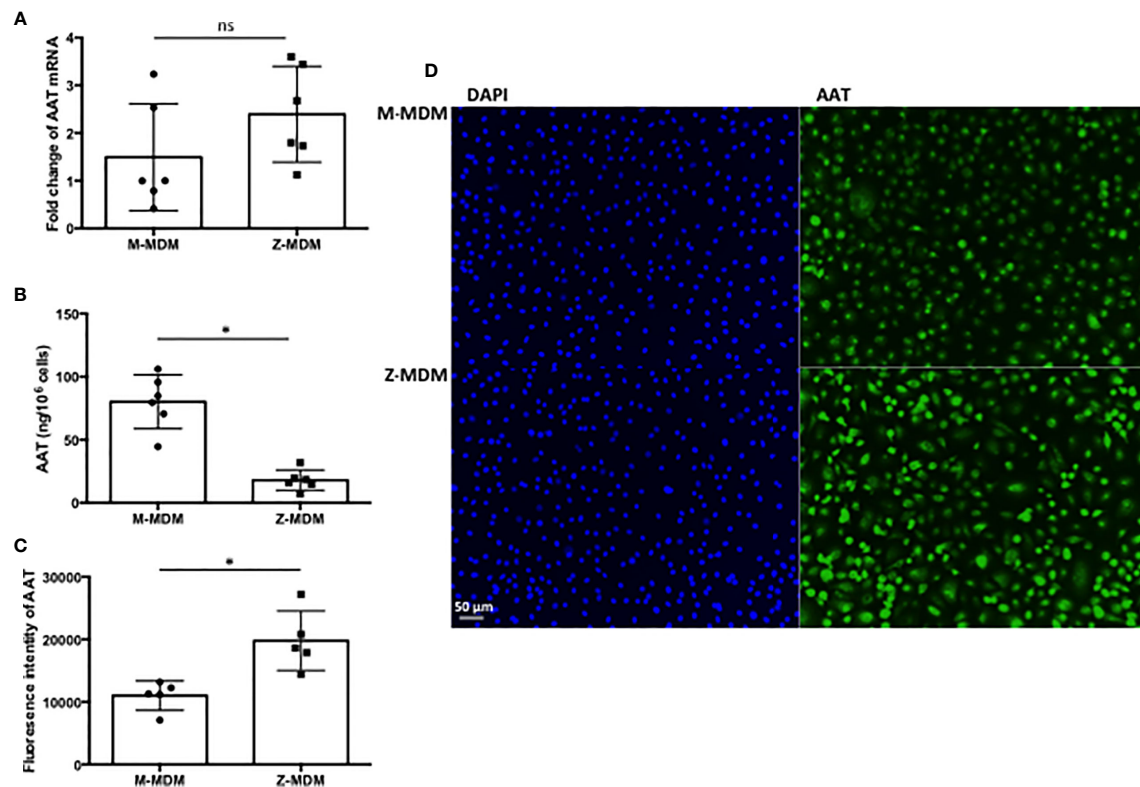 A
ns
Fold change of AAT mRNA
4
3
2
1
0
M-MDM
Z-MDM
B
*
AAT (ng/10⁶ cells)
150
100
50
0
M-MDM
Z-MDM
C
*
Fluoresence intentity of AAT
30000
20000
10000
0
M-MDM
Z-MDM
D
DAPI
AAT
M-MDM
Z-MDM
50 µm